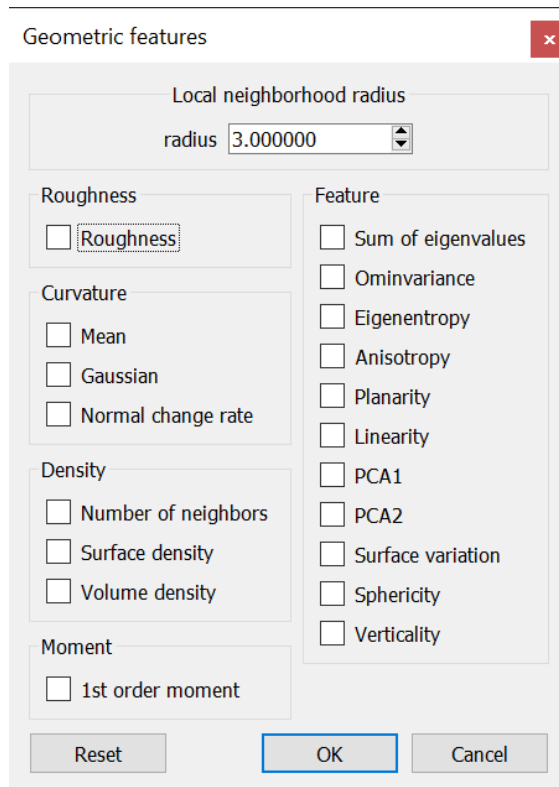 Geometric features
Local neighborhood radius
radius 3.000000
Roughness
Roughness
Curvature
Mean
Gaussian
Normal change rate
Density
Number of neighbors
Surface density
Volume density
Moment
1st order moment
Feature
Sum of eigenvalues
Ominvariance
Eigenentropy
Anisotropy
Planarity
Linearity
PCA1
PCA2
Surface variation
Sphericity
Verticality
Reset
OK
Cancel